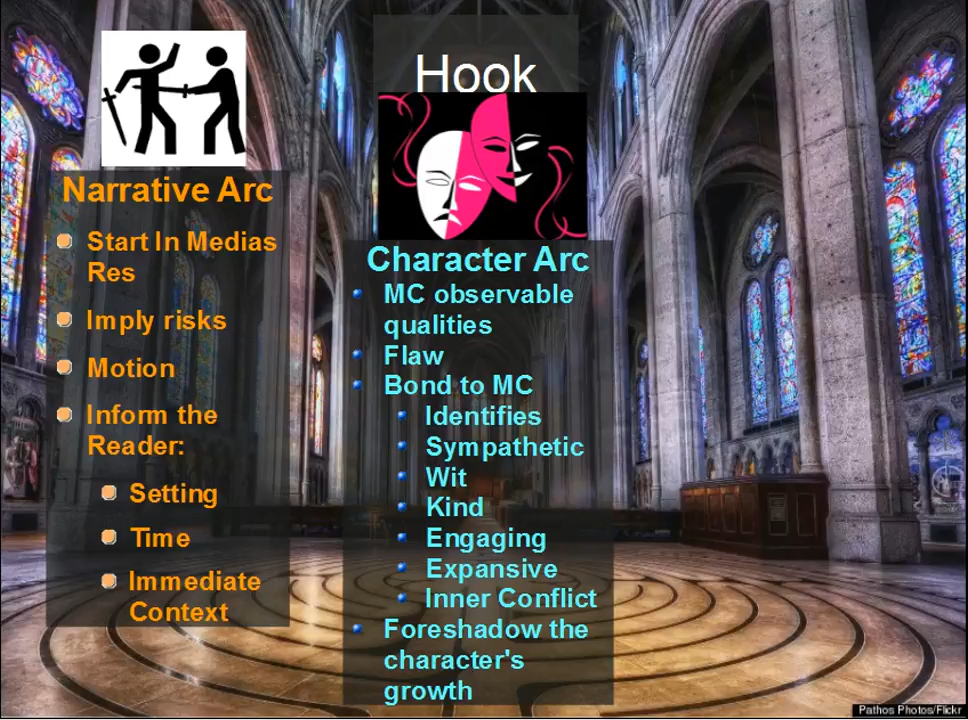 Hook
Narrative Arc
Start In Medias
Res
Imply risks
Motion
Inform the
Reader:
Setting
Time
Immediate
Context
Character Arc
MC observable
qualities
Flaw
Bond to MC
Identifies
Sympathetic
Wit
Kind
Engaging
Expansive
Inner Conflict
Foreshadow the
character's
growth
Pathos Photos/Flickr